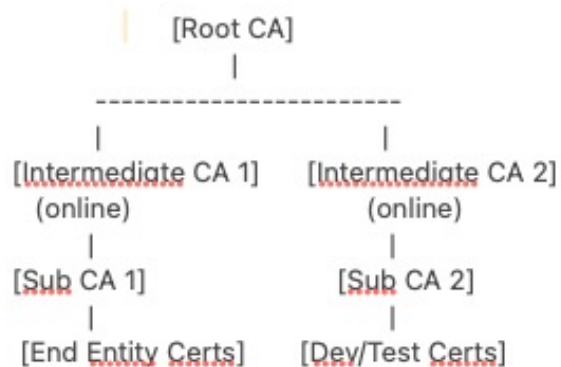 [Root CA]
|
------------------------
| |
[Intermediate CA 1] [Intermediate CA 2]
(online) (online)
| |
[Sub CA 1] [Sub CA 2]
| |
[End Entity Certs] [Dev/Test Certs]